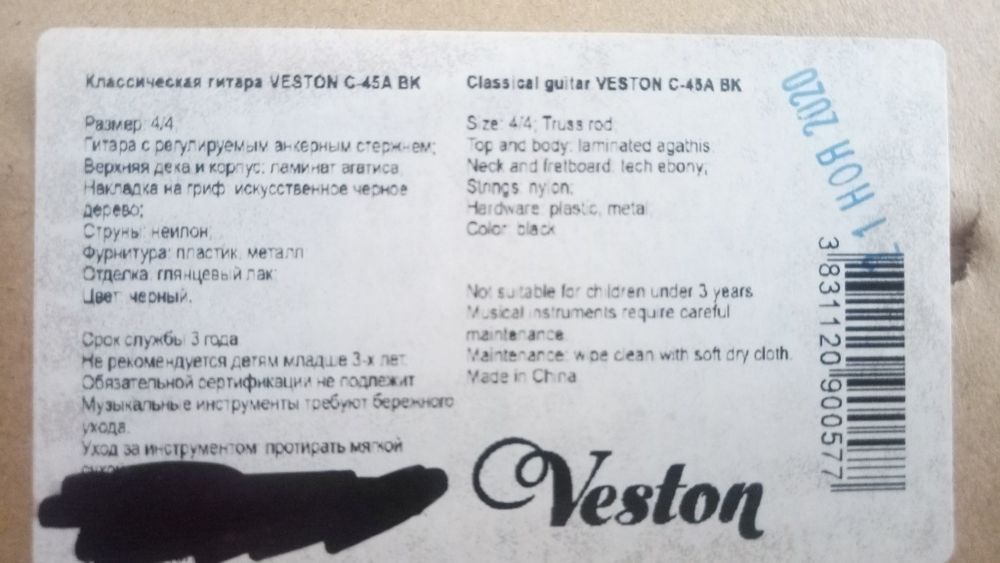 Классическая гитара VESTON C-45A BK
Размер: 4/4;
Гитара с регулируемым анкерным стержнем;
Верхняя дека и корпус: ламинат агатиса;
Накладка на гриф: искусственное черное
дерево;
Струны: нейлон;
Фурнитура: пластик, металл
Отделка: глянцевый лак;
Цвет: черный.
Срок службы 3 года
Не рекомендуется детям младше 3-х лет.
Обязательной сертификации не подлежит
Музыкальные инструменты требуют бережного
ухода.
Уход за инструментом: протирать мягкой
Classical guitar VESTON C-45A BK
Size: 4/4; Truss rod;
Top and body: laminated agathis;
Neck and fretboard: tech ebony;
Strings: nylon;
Hardware: plastic, metal;
Color: black
Not suitable for children under 3 years
Musical instruments require careful
maintenance.
Maintenance: wipe clean with soft dry cloth.
Made in China
Veston
НОЯ 2020
3 831120 900577